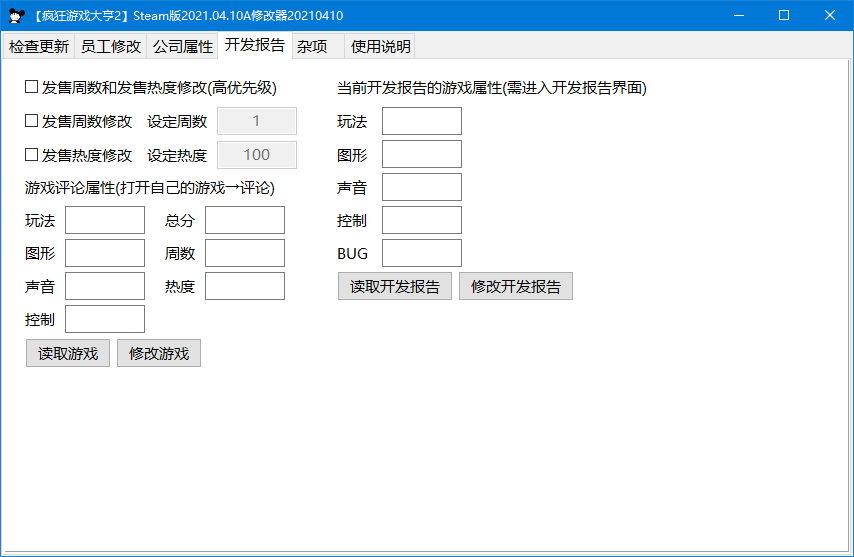 【疯狂游戏大亨2】Steam版2021.04.10A修改器20210410
检查更新 员工修改 公司属性 开发报告 杂项 使用说明
发售周数和发售热度修改(高优先级)
发售周数修改 设定周数 1
发售热度修改 设定热度 100
游戏评论属性(打开自己的游戏→评论)
玩法 总分
图形 周数
声音 热度
控制
读取游戏 修改游戏
当前开发报告的游戏属性(需进入开发报告界面)
玩法
图形
声音
控制
BUG
读取开发报告 修改开发报告